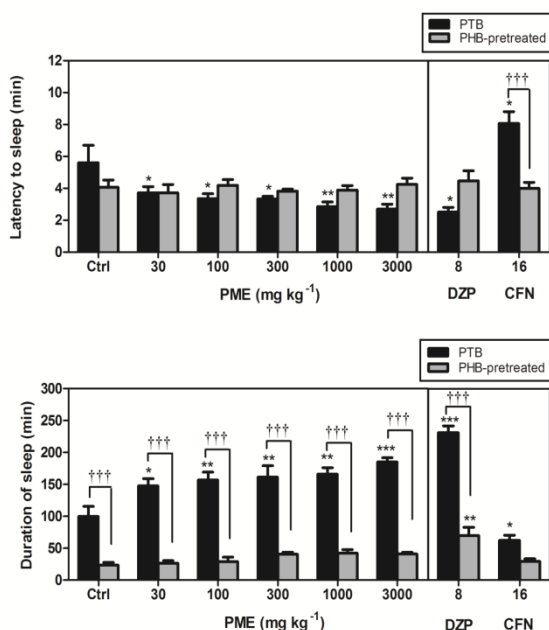 PTB
PHB-pretreated
Latency to sleep (min)
12
10
8
6
4
2
0
†††
*
* * * ** ** *
Ctrl 30 100 300 1000 3000 8 16
PME (mg kg⁻¹) DZP CFN
PTB
PHB-pretreated
Duration of sleep (min)
300
250
200
150
100
50
0
††† ††† ††† ††† ††† ††† †††
* ** ** ** *** *** ** *
Ctrl 30 100 300 1000 3000 8 16
PME (mg kg⁻¹) DZP CFN